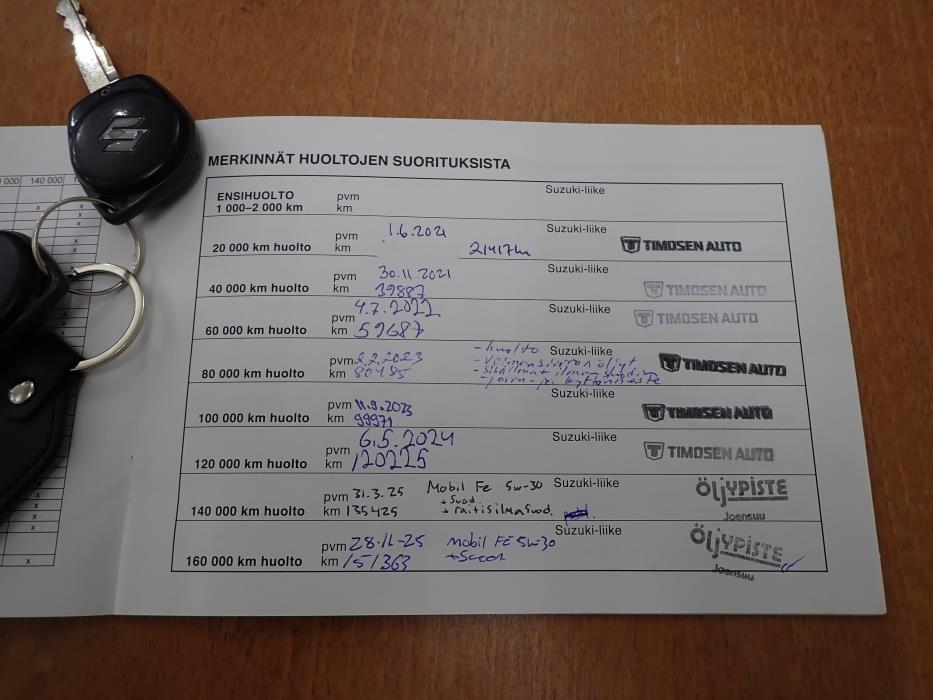 000 140 000 1
MERKINNÄT HUOLTOJEN SUORITUKSISTA
ENSIHUOLTO pvm Suzuki-liike
1 000–2 000 km km
pvm 1.6.2021 Suzuki-liike
20 000 km huolto km 21417km TIMOSEN AUTO
pvm 30.11.2021 Suzuki-liike
40 000 km huolto km 39887 TIMOSEN AUTO
pvm 4.7.2022 Suzuki-liike
60 000 km huolto km 59687 TIMOSEN AUTO
pvm 2.2.2023 -huolto Suzuki-liike
80 000 km huolto km 80485 TIMOSEN AUTO
pvm 11.9.2023 Suzuki-liike
100 000 km huolto km 99971 TIMOSEN AUTO
pvm 6.5.2024 Suzuki-liike
120 000 km huolto km 120225 TIMOSEN AUTO
pvm 31.3.25 Mobil Fe 5w-30 Suzuki-liike ÖljyPISTE
+ suod.
140 000 km huolto km 135425 + raitisilmasuod. Joensuu
pvm 28.11-25 Mobil FE 5w30 Suzuki-liike ÖljyPISTE
160 000 km huolto km 151363 Joensuu